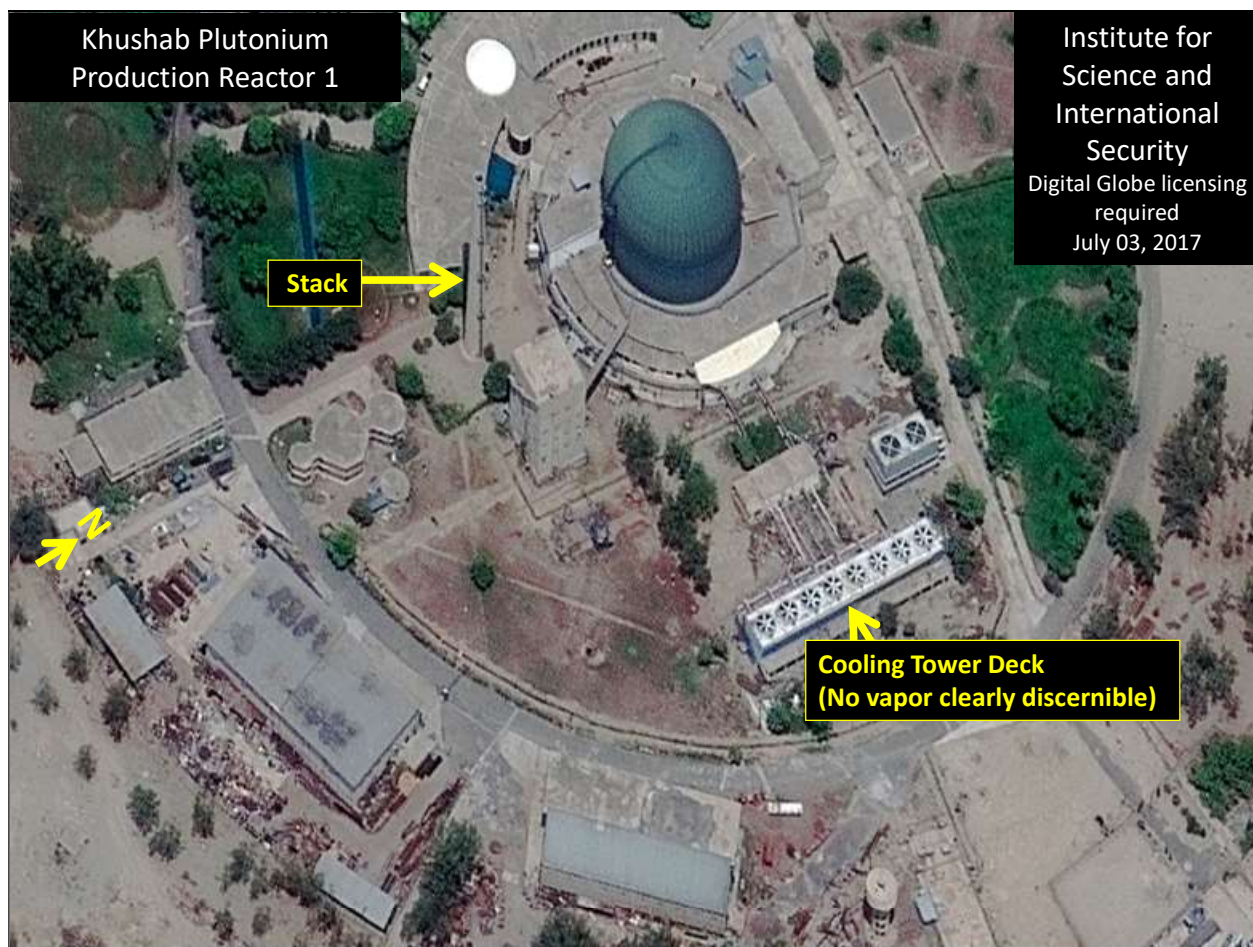 Khushab Plutonium
Production Reactor 1
Institute for
Science and
International
Security
Digital Globe licensing
required
July 03, 2017
Stack
N
Cooling Tower Deck
(No vapor clearly discernible)